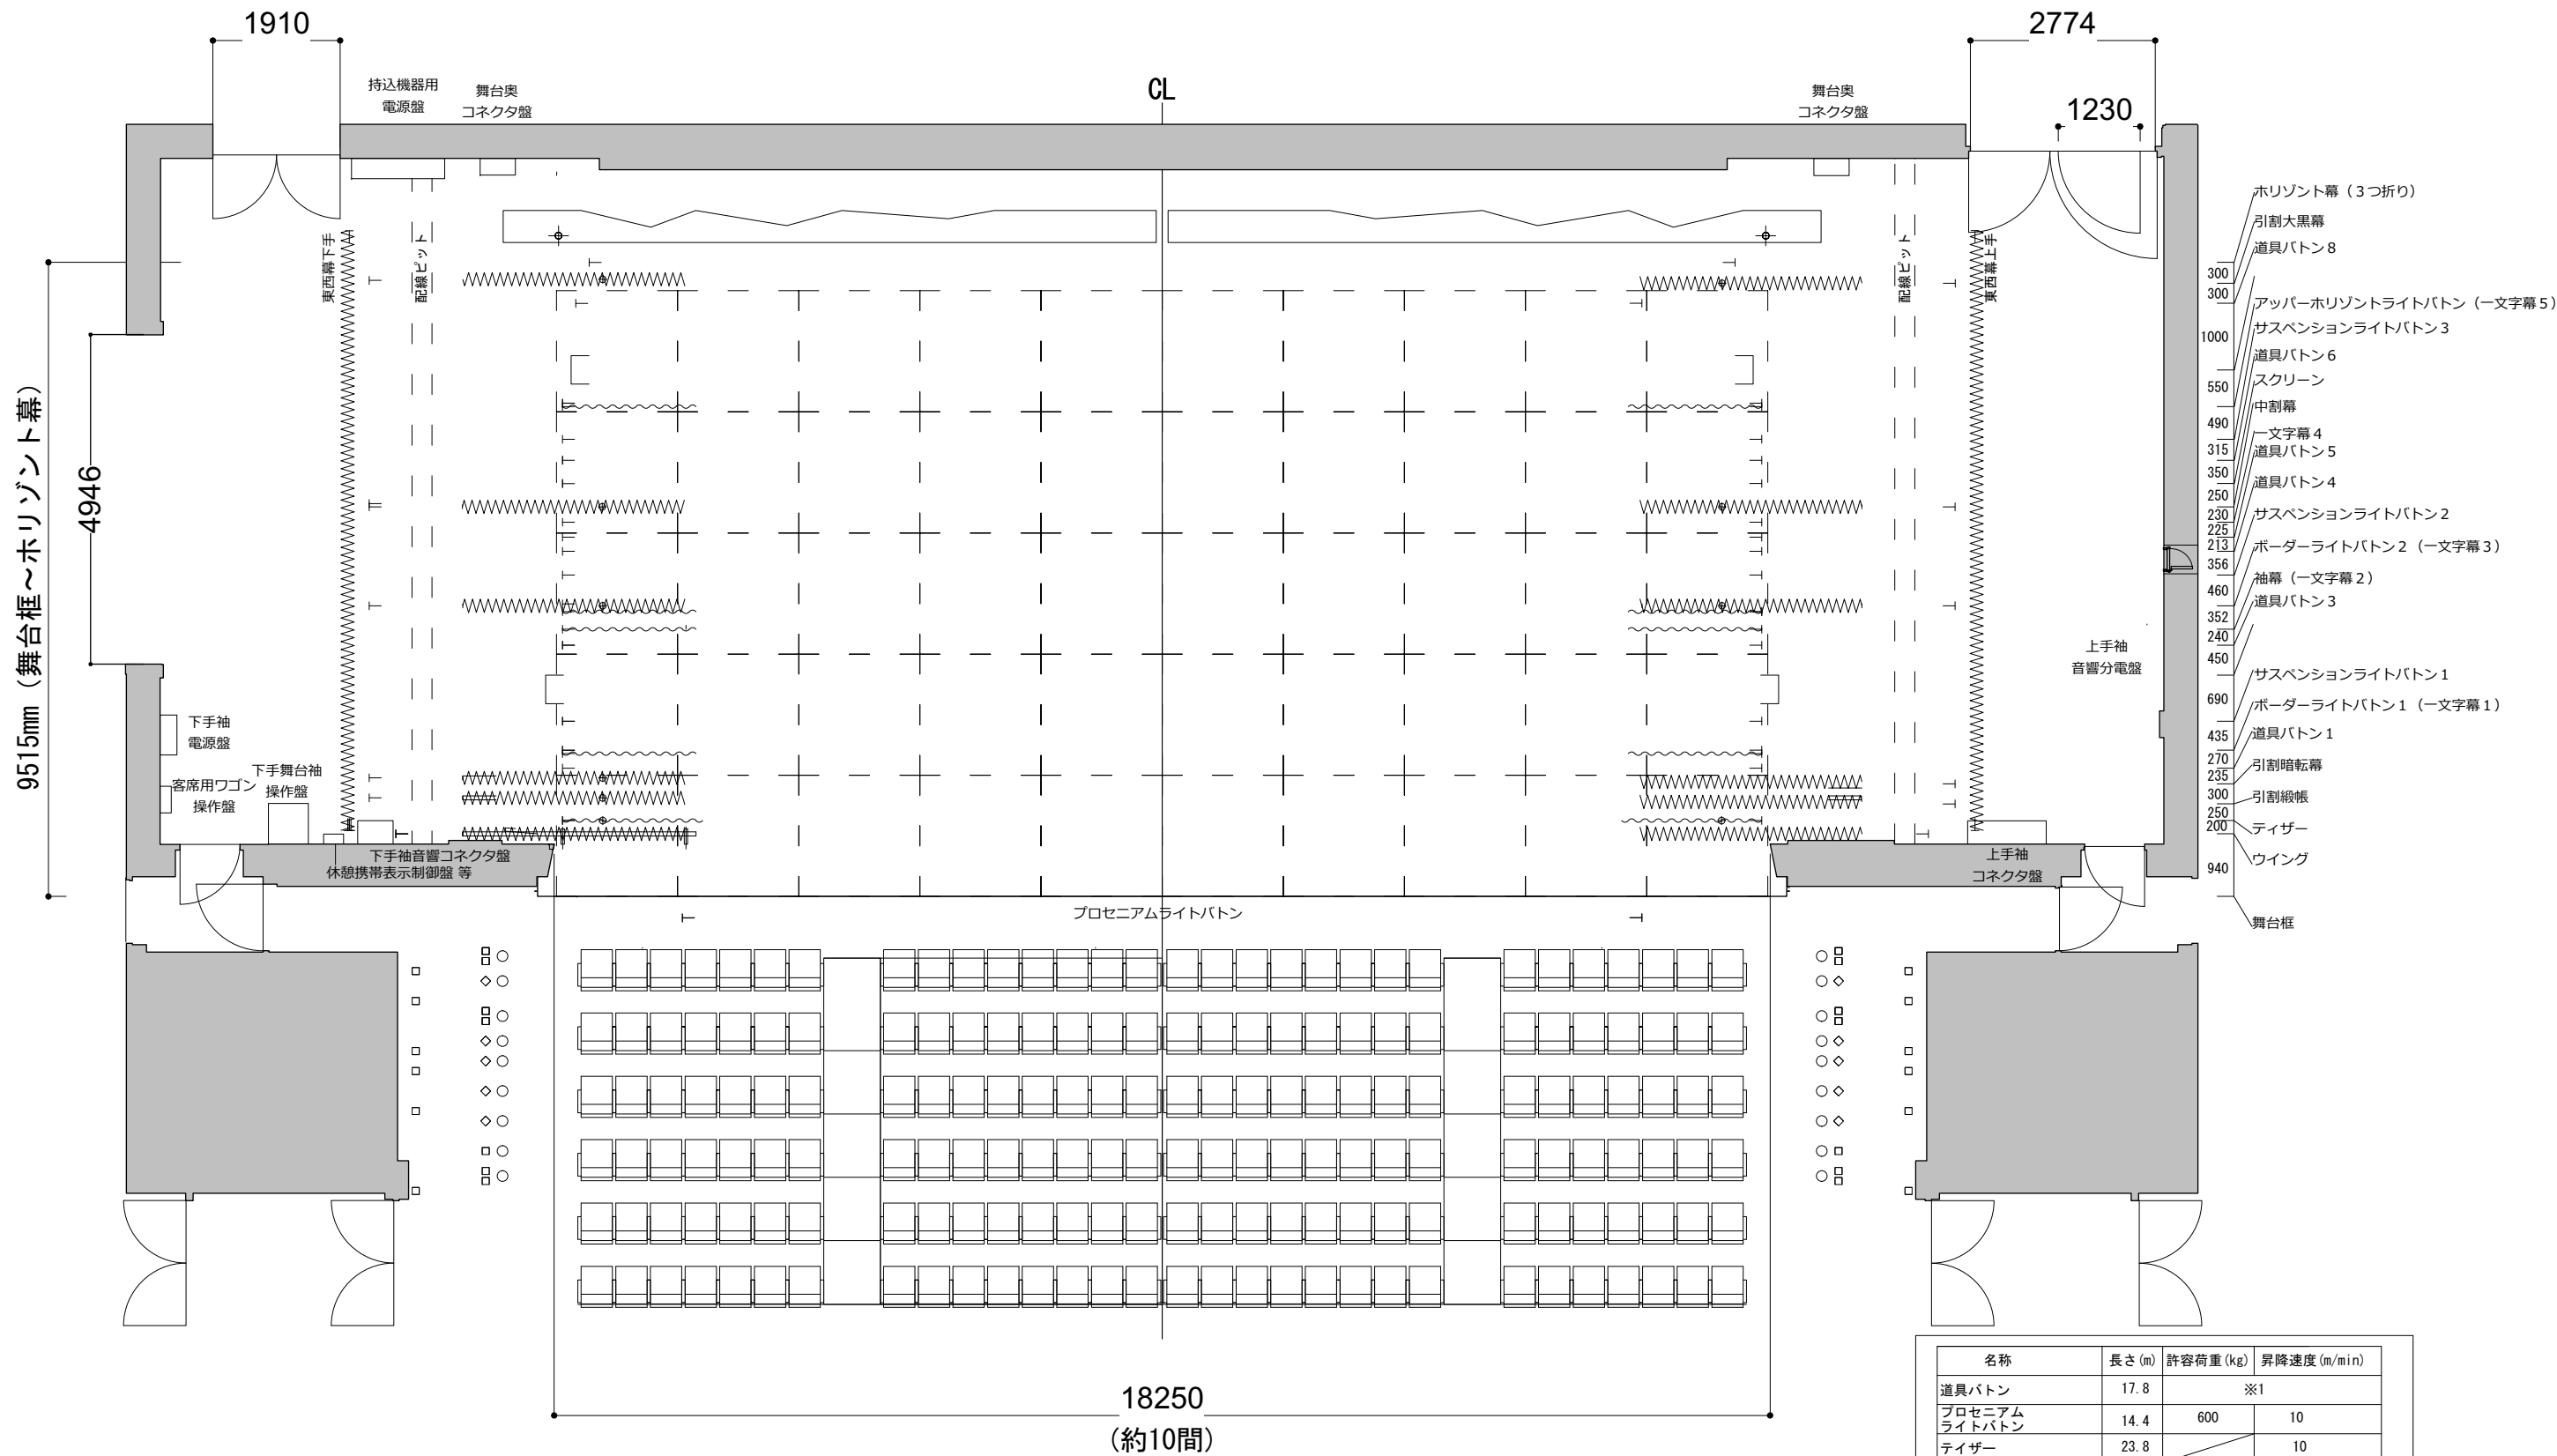 1910
2774
1230
持込機器用
電源盤
舞台奥
コネクタ盤
CL
舞台奥
コネクタ盤
東西幕下手
配線ピット
配線ピット
東西幕上手
9515mm (舞台框～ホリゾント幕)
4946
ホリゾント幕（３つ折り）
引割大黒幕
道具バトン８
アッパーホリゾントライトバトン（一文字幕５）
サスペンションライトバトン３
道具バトン６
スクリーン
中割幕
一文字幕４
道具バトン５
道具バトン４
サスペンションライトバトン２
ボーダーライトバトン２（一文字幕３）
袖幕（一文字幕２）
道具バトン３
サスペンションライトバトン１
ボーダーライトバトン１（一文字幕１）
道具バトン１
引割暗転幕
引割緞帳
ティザー
ウイング
舞台框
300
300
1000
550
490
315
350
250
230
225
213
356
460
352
240
450
690
435
270
235
300
250
200
940
上手袖
音響分電盤
下手袖
電源盤
客席用ワゴン
操作盤
下手舞台袖
操作盤
下手袖音響コネクタ盤
休憩携帯表示制御盤 等
上手袖
コネクタ盤
プロセニアムライトバトン
18250
(約10間)
名称 長さ(m) 許容荷重(kg) 昇降速度(m/min)
道具バトン 17.8 ※1
プロセニアム
ライトバトン 14.4 600 10
ティザー 23.8 10